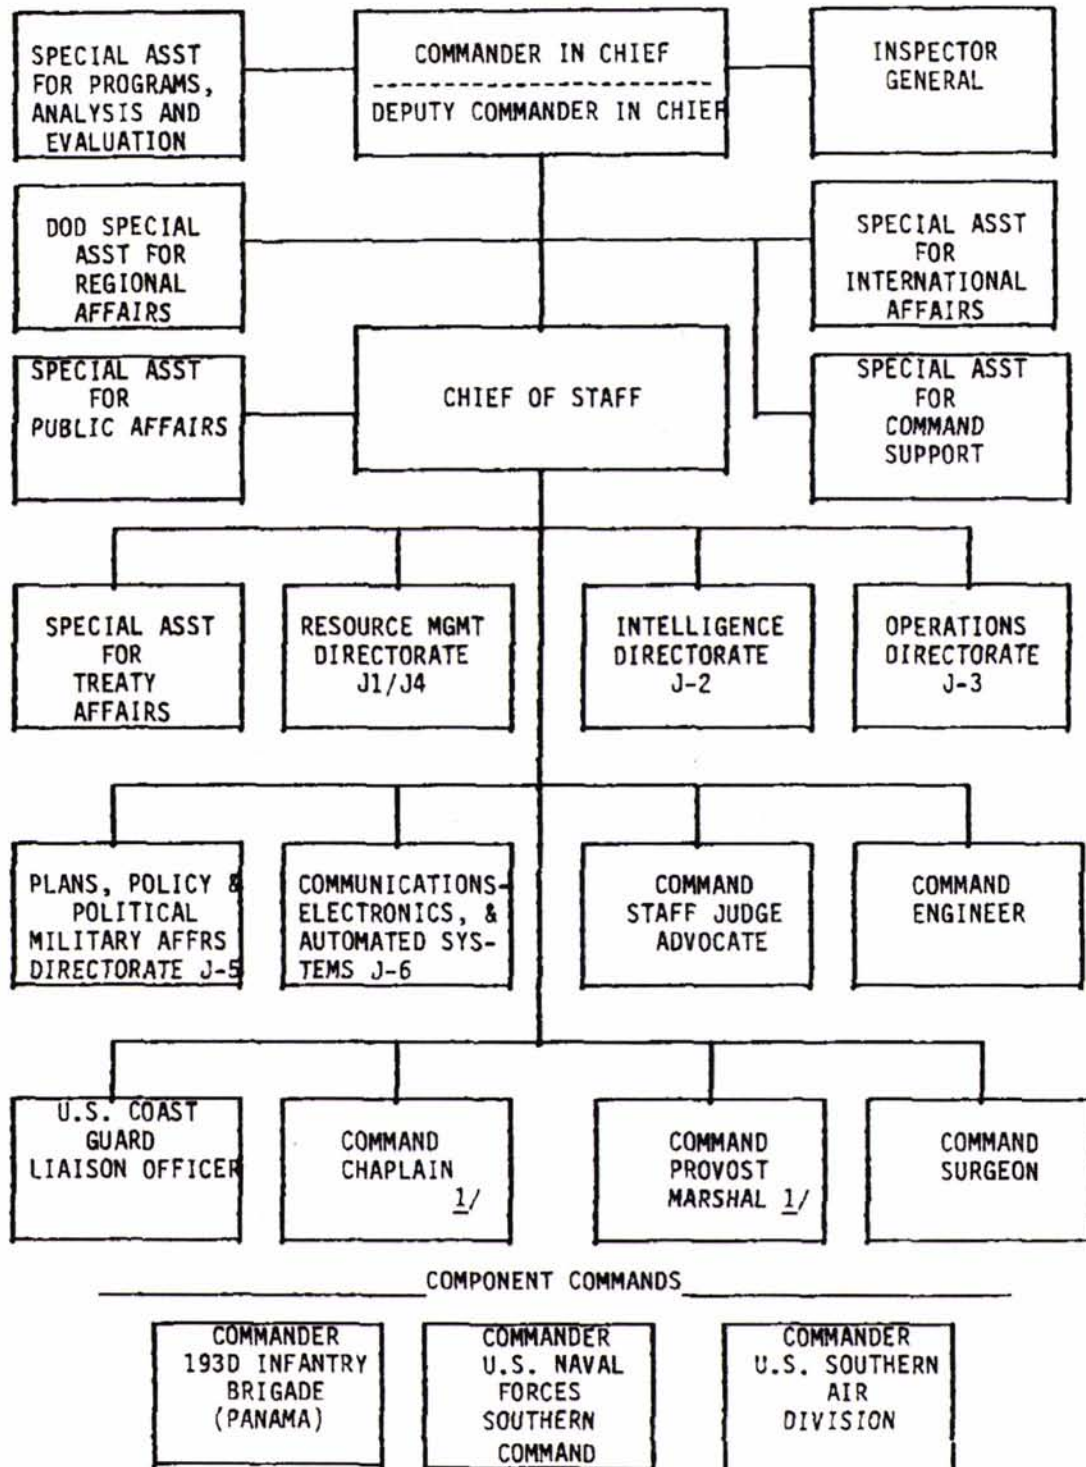 SPECIAL ASST
FOR PROGRAMS,
ANALYSIS AND
EVALUATION
COMMANDER IN CHIEF
DEPUTY COMMANDER IN CHIEF
INSPECTOR
GENERAL
DOD SPECIAL
ASST FOR
REGIONAL
AFFAIRS
SPECIAL ASST
FOR
INTERNATIONAL
AFFAIRS
SPECIAL ASST
FOR
PUBLIC AFFAIRS
CHIEF OF STAFF
SPECIAL ASST
FOR
COMMAND
SUPPORT
SPECIAL ASST
FOR
TREATY
AFFAIRS
RESOURCE MGMT
DIRECTORATE
J1/J4
INTELLIGENCE
DIRECTORATE
J-2
OPERATIONS
DIRECTORATE
J-3
PLANS, POLICY &
POLITICAL
MILITARY AFFRS
DIRECTORATE J-5
COMMUNICATIONS-
ELECTRONICS, &
AUTOMATED SYS-
TEMS J-6
COMMAND
STAFF JUDGE
ADVOCATE
COMMAND
ENGINEER
U.S. COAST
GUARD
LIAISON OFFICER
COMMAND
CHAPLAIN
1/
COMMAND
PROVOST
MARSHAL 1/
COMMAND
SURGEON
COMPONENT COMMANDS
COMMANDER
193D INFANTRY
BRIGADE
(PANAMA)
COMMANDER
U.S. NAVAL
FORCES
SOUTHERN
COMMAND
COMMANDER
U.S. SOUTHERN
AIR
DIVISION